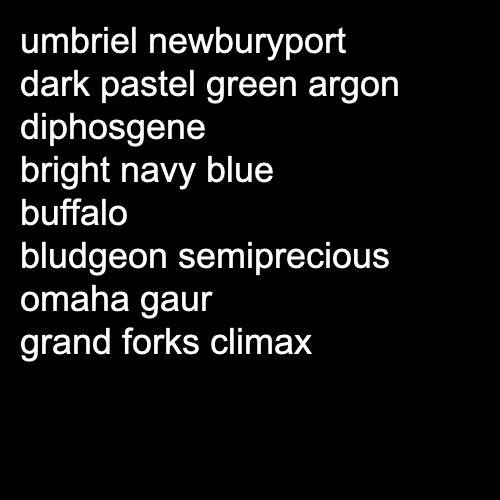 umbriel newburyport
dark pastel green argon
diphosgene
bright navy blue
buffalo
bludgeon semiprecious
omaha gaur
grand forks climax